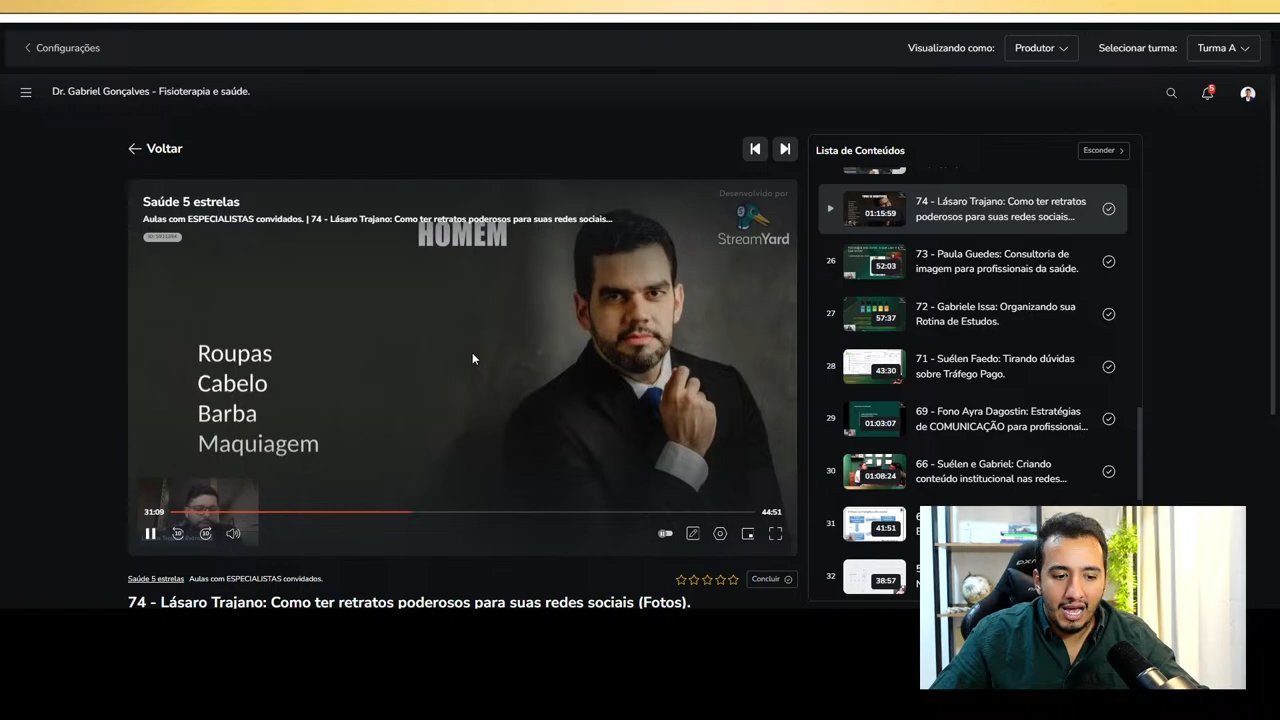 Configurações
Visualizando como:
Produtor
Selecionar turma:
Turma A
Dr. Gabriel Gonçalves - Fisioterapia e saúde.
5
Voltar
Lista de Conteúdos
Esconder
Saúde 5 estrelas
Aulas com ESPECIALISTAS convidados. | 74 - Lásaro Trajano: Como ter retratos poderosos para suas redes sociais...
Desenvolvido por
StreamYard
HOMEM
Roupas
Cabelo
Barba
Maquiagem
31:09
44:51
10
10
Saúde 5 estrelas
Aulas com ESPECIALISTAS convidados.
Concluir
74 - Lásaro Trajano: Como ter retratos poderosos para suas redes sociais (Fotos).
01:15:59
74 - Lásaro Trajano: Como ter retratos
poderosos para suas redes sociais...
26
52:03
73 - Paula Guedes: Consultoria de
imagem para profissionais da saúde.
27
57:37
72 - Gabriele Issa: Organizando sua
Rotina de Estudos.
28
43:30
71 - Suélen Faedo: Tirando dúvidas
sobre Tráfego Pago.
29
01:03:07
69 - Fono Ayra Dagostin: Estratégias
de COMUNICAÇÃO para profissionai...
30
01:08:24
66 - Suélen e Gabriel: Criando
conteúdo institucional nas redes...
31
41:51
32
38:57